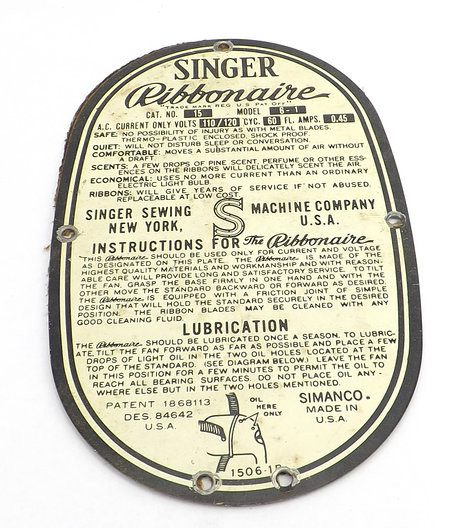 SINGER
Ribbonaire
"TRADE MARK REG. U.S. PAT. OFF."
CAT. NO. 15 MODEL B-1
A.C. CURRENT ONLY VOLTS 110/120 CYC. 60 FL. AMPS. 0.45
SAFE: NO POSSIBILITY OF INJURY AS WITH METAL BLADES.
THERMO-PLASTIC ENCLOSED, SHOCK PROOF.
QUIET: WILL NOT DISTURB SLEEP OR CONVERSATION.
COMFORTABLE: MOVES A SUBSTANTIAL AMOUNT OF AIR WITHOUT
A DRAFT.
SCENTS: A FEW DROPS OF PINE SCENT, PERFUME OR OTHER ESS-
ENCES ON THE RIBBONS WILL DELICATELY SCENT THE AIR.
ECONOMICAL: USES NO MORE CURRENT THAN AN ORDINARY
ELECTRIC LIGHT BULB.
RIBBONS: WILL GIVE YEARS OF SERVICE IF NOT ABUSED.
REPLACEABLE AT LOW COST.
SINGER SEWING S MACHINE COMPANY
NEW YORK, U.S.A.
INSTRUCTIONS FOR The Ribbonaire
THIS Ribbonaire SHOULD BE USED ONLY FOR CURRENT AND VOLTAGE
AS DESIGNATED ON THIS PLATE. THE Ribbonaire IS MADE OF THE
HIGHEST QUALITY MATERIALS AND WORKMANSHIP AND WITH REASON-
ABLE CARE WILL PROVIDE LONG AND SATISFACTORY SERVICE. TO TILT
THE FAN, GRASP THE BASE FIRMLY IN ONE HAND AND WITH THE
OTHER MOVE THE STANDARD BACKWARD OR FORWARD AS DESIRED.
THE Ribbonaire IS EQUIPPED WITH A FRICTION JOINT OF SIMPLE
DESIGN THAT WILL HOLD THE STANDARD SECURELY IN THE DESIRED
POSITION. THE RIBBON BLADES MAY BE CLEANED WITH ANY
GOOD CLEANING FLUID.
LUBRICATION
THE Ribbonaire SHOULD BE LUBRICATED ONCE A SEASON. TO LUBRIC-
ATE, TILT THE FAN FORWARD AS FAR AS POSSIBLE AND PLACE A FEW
DROPS OF LIGHT OIL IN THE TWO OIL HOLES LOCATED AT THE
TOP OF THE STANDARD. (SEE DIAGRAM BELOW.) LEAVE THE FAN
IN THIS POSITION FOR A FEW MINUTES TO PERMIT THE OIL TO
REACH ALL BEARING SURFACES. DO NOT PLACE OIL ANY-
WHERE ELSE BUT IN THE TWO HOLES MENTIONED.
PATENT 1868113
DES. 84642
U.S.A.
OIL
HERE
ONLY
SIMANCO.
MADE IN
U.S.A.